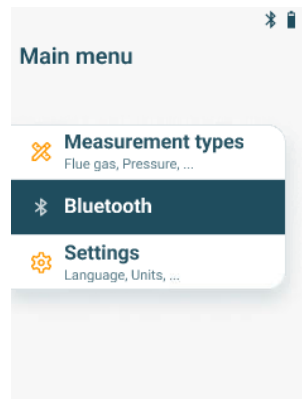 Main menu
Measurement types
Flue gas, Pressure, ...
Bluetooth
Settings
Language, Units, ...